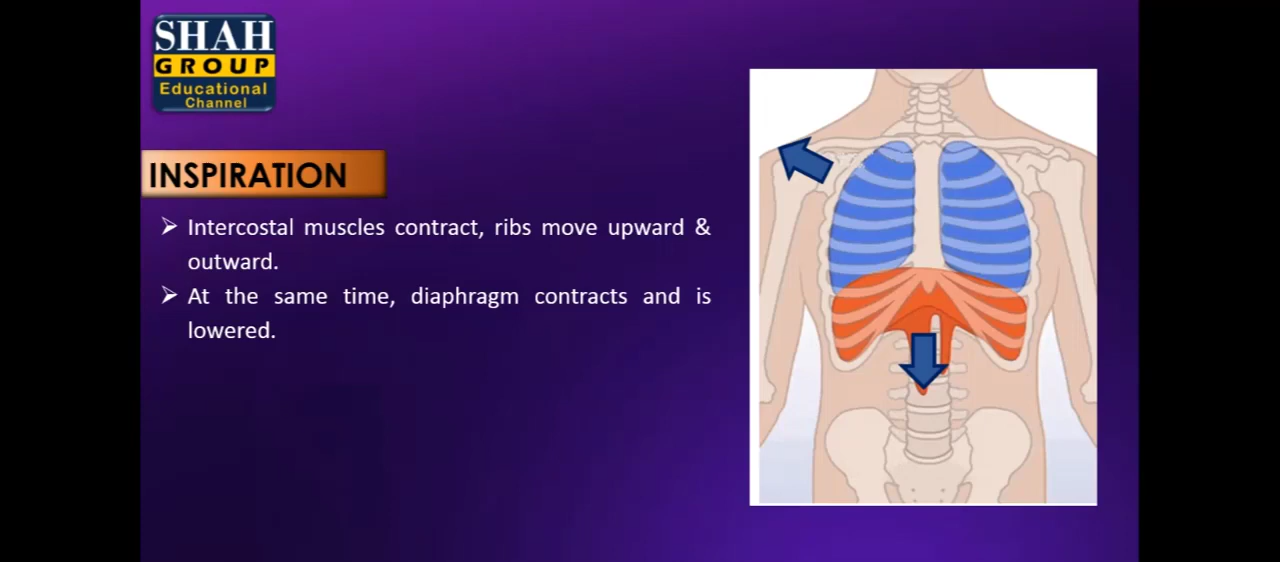 SHAH
GROUP
Educational
Channel
INSPIRATION
➢ Intercostal muscles contract, ribs move upward &
outward.
➢ At the same time, diaphragm contracts and is
lowered.